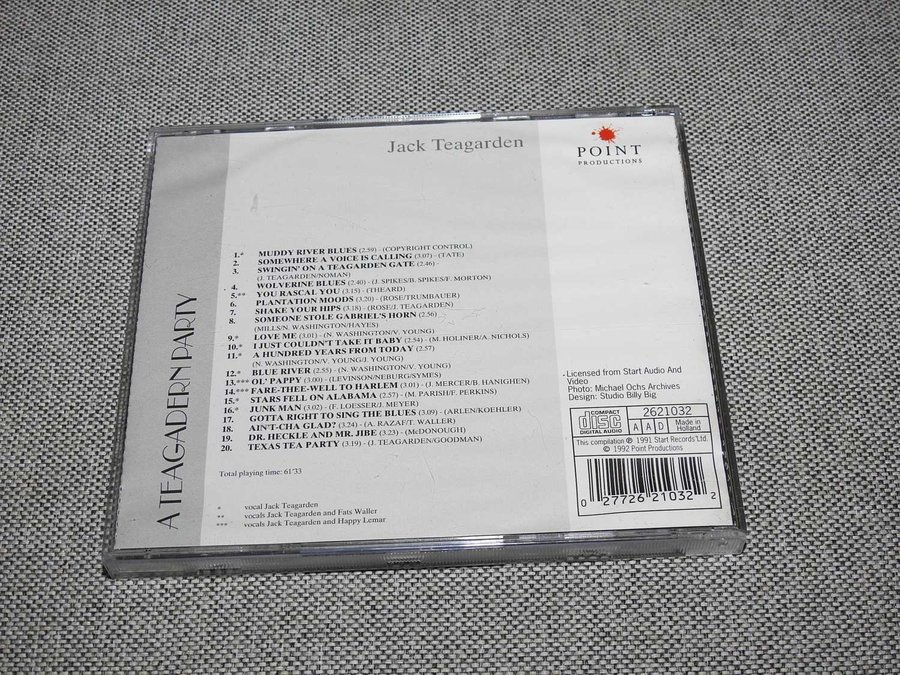 Jack Teagarden
POINT
PRODUCTIONS
A TEAGADERN PARTY
1.* MUDDY RIVER BLUES (2.59) - (COPYRIGHT CONTROL)
2. SOMEWHERE A VOICE IS CALLING (3.07) - (TATE)
3. SWINGIN' ON A TEAGARDEN GATE (2.46) -
(J. TEAGARDEN/NOMAN)
4. WOLVERINE BLUES (2.40) - (J. SPIKES/B. SPIKES/F. MORTON)
5.** YOU RASCAL YOU (3.15) - (THEARD)
6. PLANTATION MOODS (3.20) - (ROSE/TRUMBAUER)
7. SHAKE YOUR HIPS (3.18) - (ROSE/J. TEAGARDEN)
8. SOMEONE STOLE GABRIEL'S HORN (2.56)
(MILLS/N. WASHINGTON/HAYES)
9.* LOVE ME (3.01) - (N. WASHINGTON/V. YOUNG)
10.* I JUST COULDN'T TAKE IT BABY (2.54) - (M. HOLINER/A. NICHOLS)
11.* A HUNDRED YEARS FROM TODAY (2.57)
(N. WASHINGTON/V. YOUNG/J. YOUNG)
12.* BLUE RIVER (2.55) - (N. WASHINGTON/V. YOUNG)
13.*** OL' PAPPY (3.00) - (LEVINSON/NEBURG/SYMES)
14.*** FARE-THEE-WELL TO HARLEM (3.01) - (J. MERCER/B. HANIGHEN)
15.* STARS FELL ON ALABAMA (2.57) - (M. PARISH/F. PERKINS)
16.* JUNK MAN (3.02) - (F. LOESSER/J. MEYER)
17. GOTTA RIGHT TO SING THE BLUES (3.09) - (ARLEN/KOEHLER)
18. AIN'T-CHA GLAD? (3.24) - (A. RAZAF/T. WALLER)
19. DR. HECKLE AND MR. JIBE (3.23) - (McDONOUGH)
20. TEXAS TEA PARTY (3.19) - (J. TEAGARDEN/GOODMAN)
Total playing time: 61'33
* vocal Jack Teagarden
** vocals Jack Teagarden and Fats Waller
*** vocals Jack Teagarden and Happy Lemar
Licensed from Start Audio And
Video
Photo: Michael Ochs Archives
Design: Studio Billy Big
COMPACT
disc
DIGITAL AUDIO
2621032
A A D
Made in
Holland
This compilation ℗ 1991 Start Records'Ltd.
© 1992 Point Productions
0 27726 21032 2